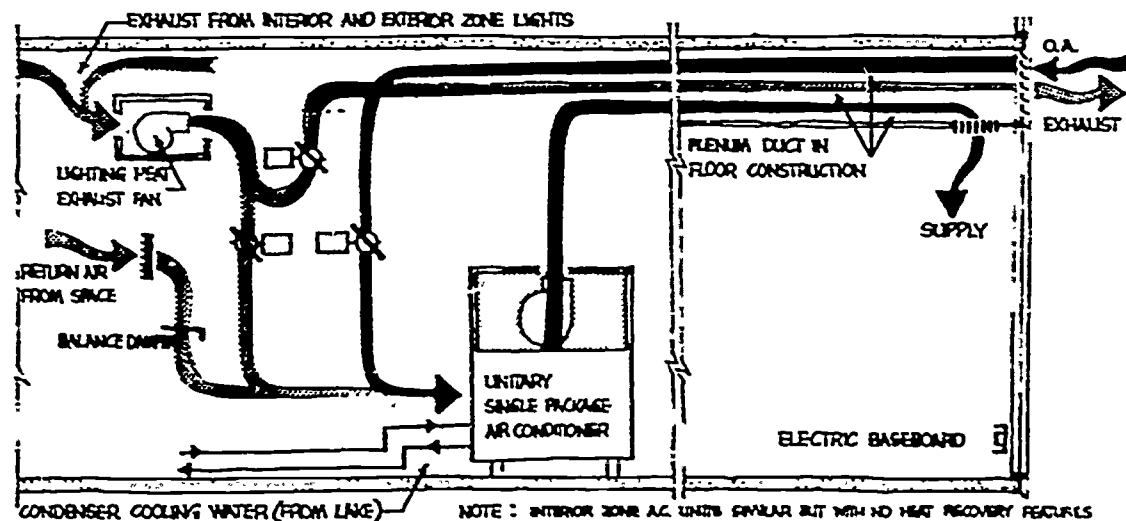 EXHAUST FROM INTERIOR AND EXTERIOR ZONE LIGHTS
O.A.
EXHAUST
LIGHTING HEAT
EXHAUST FAN
PLENUM DUCT IN
FLOOR CONSTRUCTION
SUPPLY
RETURN AIR
FROM SPACE
BALANCE DAMPER
UNITARY
SINGLE PACKAGE
AIR CONDITIONER
ELECTRIC BASEBOARD
CONDENSER COOLING WATER (FROM LAKE)
NOTE : INTERIOR ZONE A.C. UNITS SIMILAR BUT WITH NO HEAT RECOVERY FEATURES